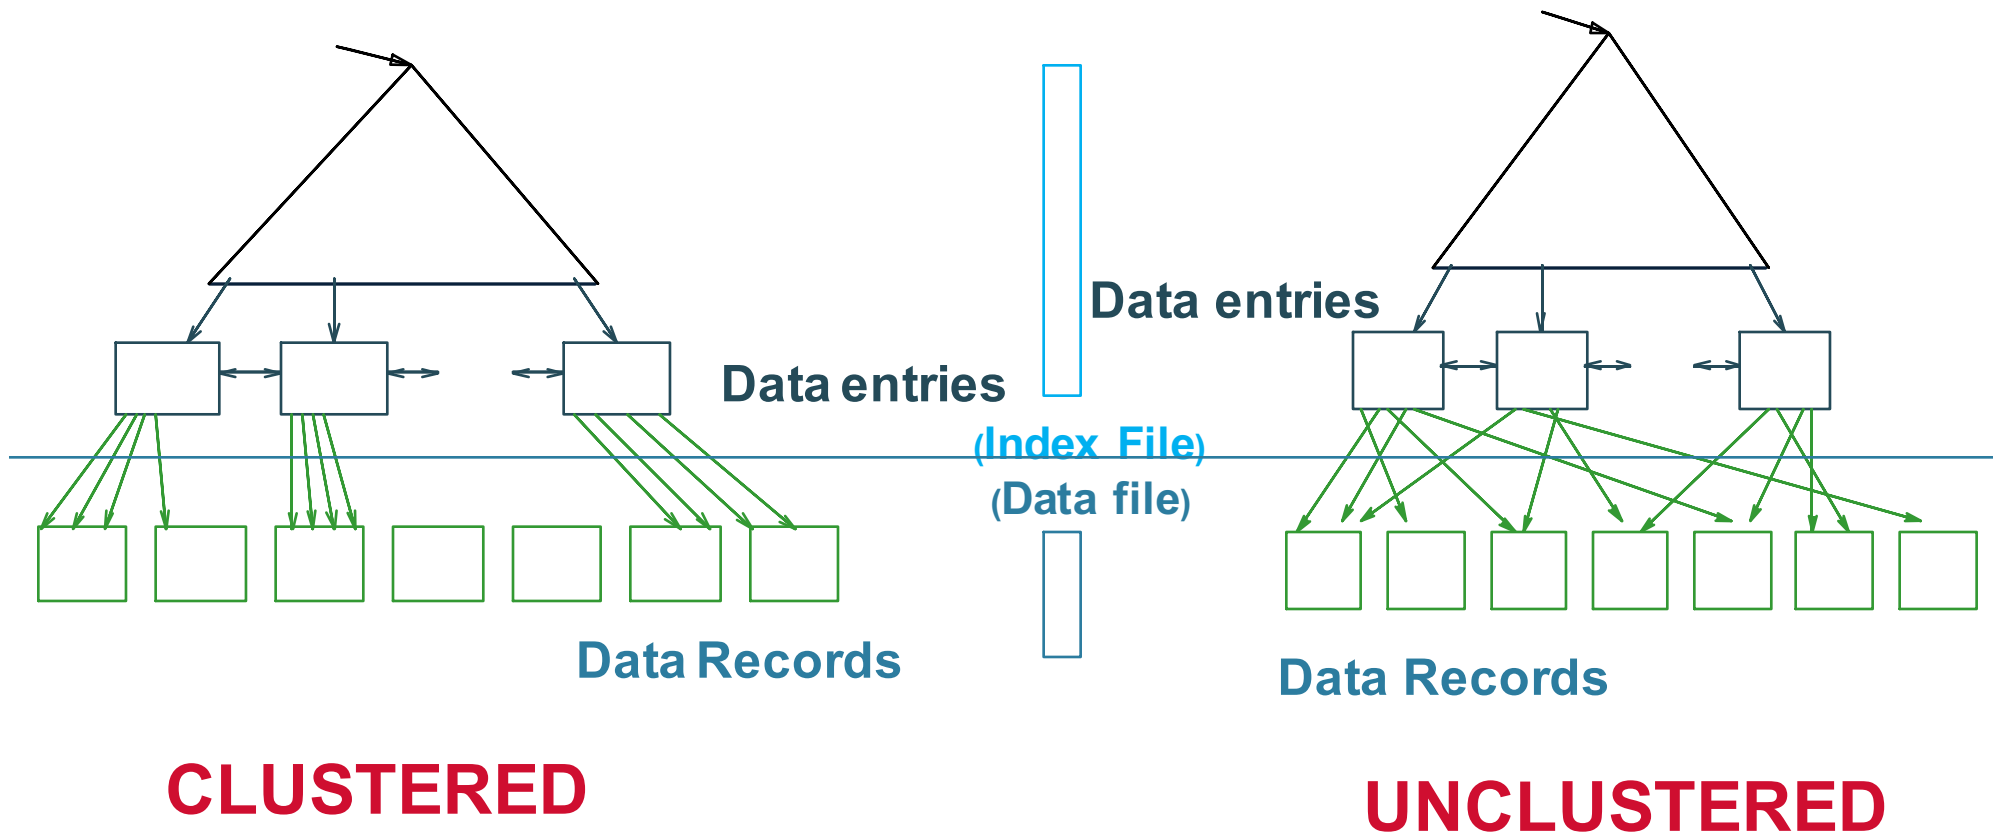 Data entries
Data entries
(Index File)
(Data file)
Data Records
Data Records
CLUSTERED
UNCLUSTERED